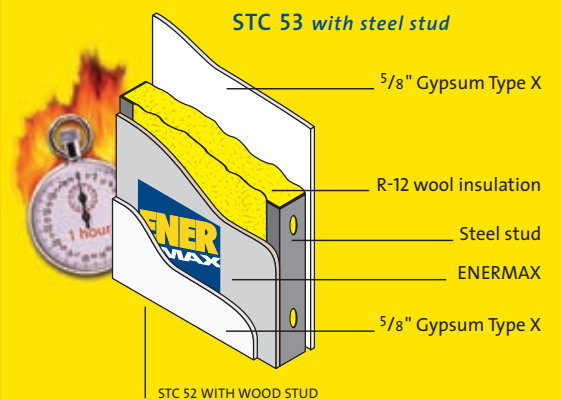 STC 53 with steel stud
5/8" Gypsum Type X
R-12 wool insulation
Steel stud
ENERMAX
5/8" Gypsum Type X
ENER
MAX
1 hour
STC 52 WITH WOOD STUD